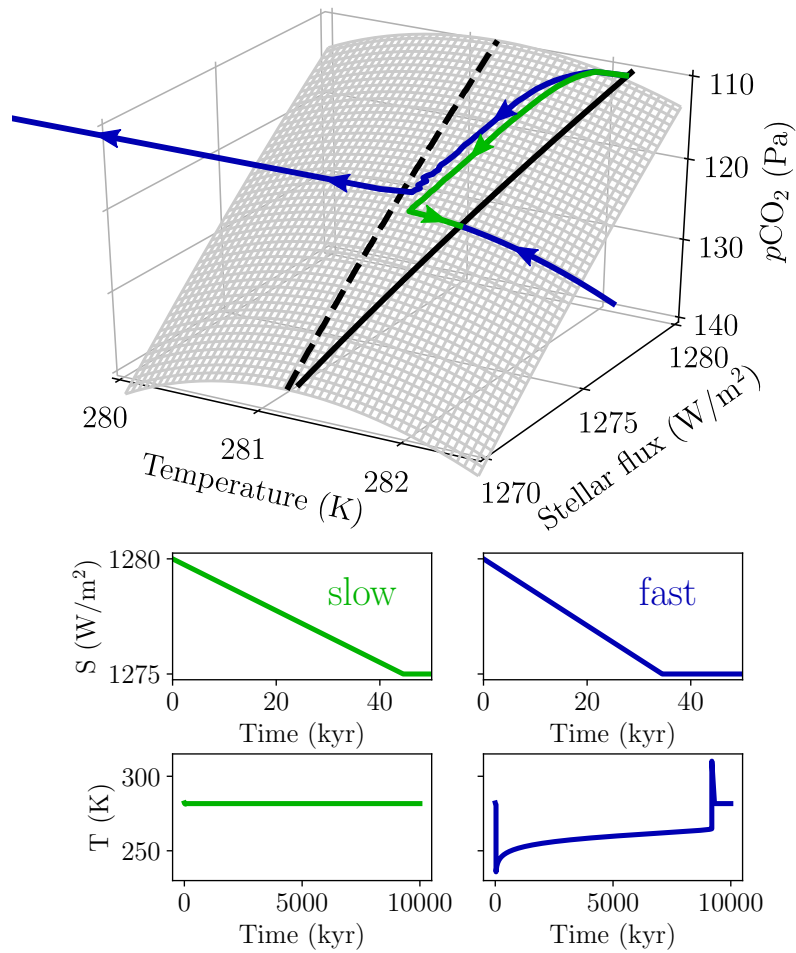 110
120
130
140
pCO₂ (Pa)
1280
1275
1270
Stellar flux (W/m²)
280
281
282
Temperature (K)
1280
1275
S (W/m²)
slow
fast
0 20 40
0 20 40
Time (kyr)
Time (kyr)
300
250
T (K)
0 5000 10000
0 5000 10000
Time (kyr)
Time (kyr)